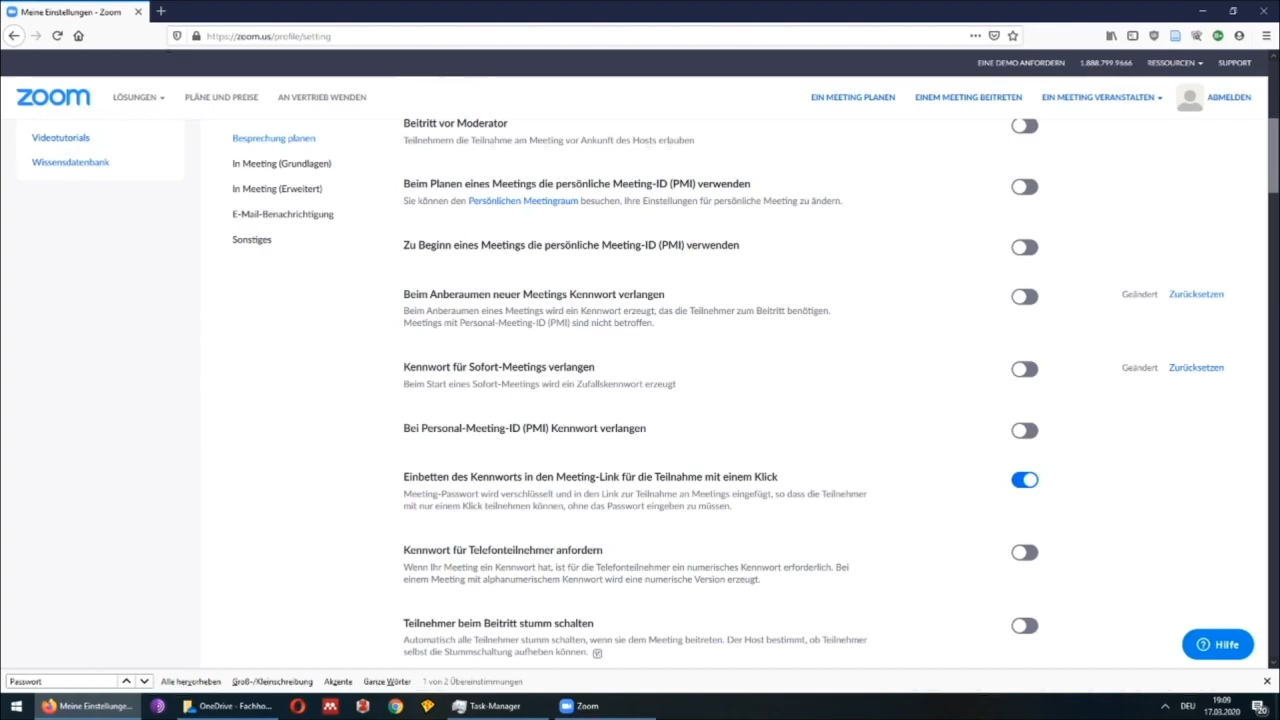 Meine Einstellungen - Zoom
https://zoom.us/profile/setting
EINE DEMO ANFORDERN 1.888.799.9666 RESSOURCEN SUPPORT
zoom LÖSUNGEN PLÄNE UND PREISE AN VERTRIEB WENDEN EIN MEETING PLANEN EINEM MEETING BEITRETEN EIN MEETING VERANSTALTEN ABMELDEN
Videotutorials
Wissensdatenbank
Besprechung planen
In Meeting (Grundlagen)
In Meeting (Erweitert)
E-Mail-Benachrichtigung
Sonstiges
Beitritt vor Moderator
Teilnehmern die Teilnahme am Meeting vor Ankunft des Hosts erlauben
Beim Planen eines Meetings die persönliche Meeting-ID (PMI) verwenden
Sie können den Persönlichen Meetingraum besuchen, Ihre Einstellungen für persönliche Meeting zu ändern.
Zu Beginn eines Meetings die persönliche Meeting-ID (PMI) verwenden
Beim Anberaumen neuer Meetings Kennwort verlangen Geändert Zurücksetzen
Beim Anberaumen eines Meetings wird ein Kennwort erzeugt, das die Teilnehmer zum Beitritt benötigen.
Meetings mit Personal-Meeting-ID (PMI) sind nicht betroffen.
Kennwort für Sofort-Meetings verlangen Geändert Zurücksetzen
Beim Start eines Sofort-Meetings wird ein Zufallskennwort erzeugt
Bei Personal-Meeting-ID (PMI) Kennwort verlangen
Einbetten des Kennworts in den Meeting-Link für die Teilnahme mit einem Klick
Meeting-Passwort wird verschlüsselt und in den Link zur Teilnahme an Meetings eingefügt, so dass die Teilnehmer
mit nur einem Klick teilnehmen können, ohne das Passwort eingeben zu müssen.
Kennwort für Telefonteilnehmer anfordern
Wenn Ihr Meeting ein Kennwort hat, ist für die Telefonteilnehmer ein numerisches Kennwort erforderlich. Bei
einem Meeting mit alphanumerischem Kennwort wird eine numerische Version erzeugt.
Teilnehmer beim Beitritt stumm schalten
Automatisch alle Teilnehmer stumm schalten, wenn sie dem Meeting beitreten. Der Host bestimmt, ob Teilnehmer
selbst die Stummschaltung aufheben können.
Hilfe
Passwort Alle hervorheben Groß-/Kleinschreibung Akzente Ganze Wörter 1 von 2 Übereinstimmungen
Meine Einstellunge... OneDrive - Fachho... Task-Manager Zoom DEU 19:09
17.03.2020 20